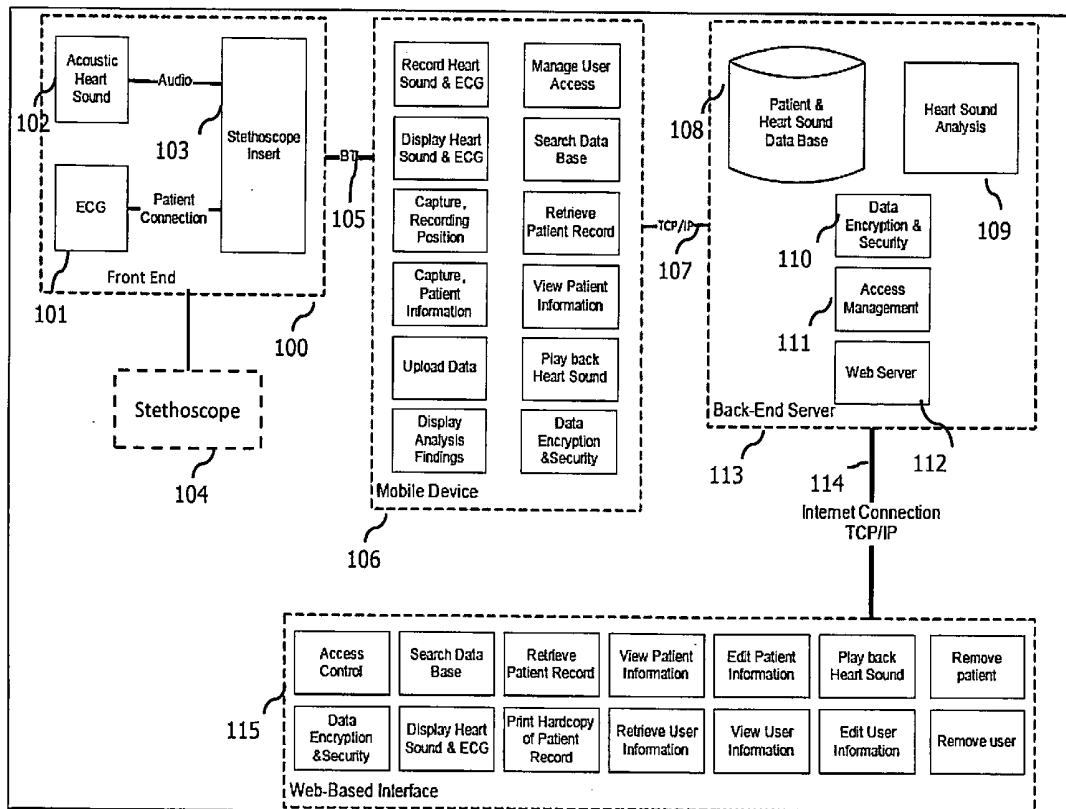 Acoustic
Heart
Sound
102
Audio
103
Stethoscope
Insert
ECG
Patient
Connection
Front End
101
100
Stethoscope
104
BT
105
Record Heart
Sound & ECG
Manage User
Access
Display Heart
Sound & ECG
Search Data
Base
Capture,
Recording
Position
Retrieve
Patient Record
Capture,
Patient
Information
View Patient
Information
Upload Data
Play back
Heart Sound
Display
Analysis
Findings
Data
Encryption
&Security
Mobile Device
106
TCP/IP
107
108
Patient &
Heart Sound
Data Base
Heart Sound
Analysis
109
Data
Encryption &
Security
110
Access
Management
111
Web Server
112
Back-End Server
113
114
Internet Connection
TCP/IP
Access
Control
Search Data
Base
Retrieve
Patient Record
View Patient
Information
Edit Patient
Information
Play back
Heart Sound
Remove
patient
115
Data
Encryption
&Security
Display Heart
Sound & ECG
Print Hardcopy
of Patient
Record
Retrieve User
Information
View User
Information
Edit User
Information
Remove user
Web-Based Interface